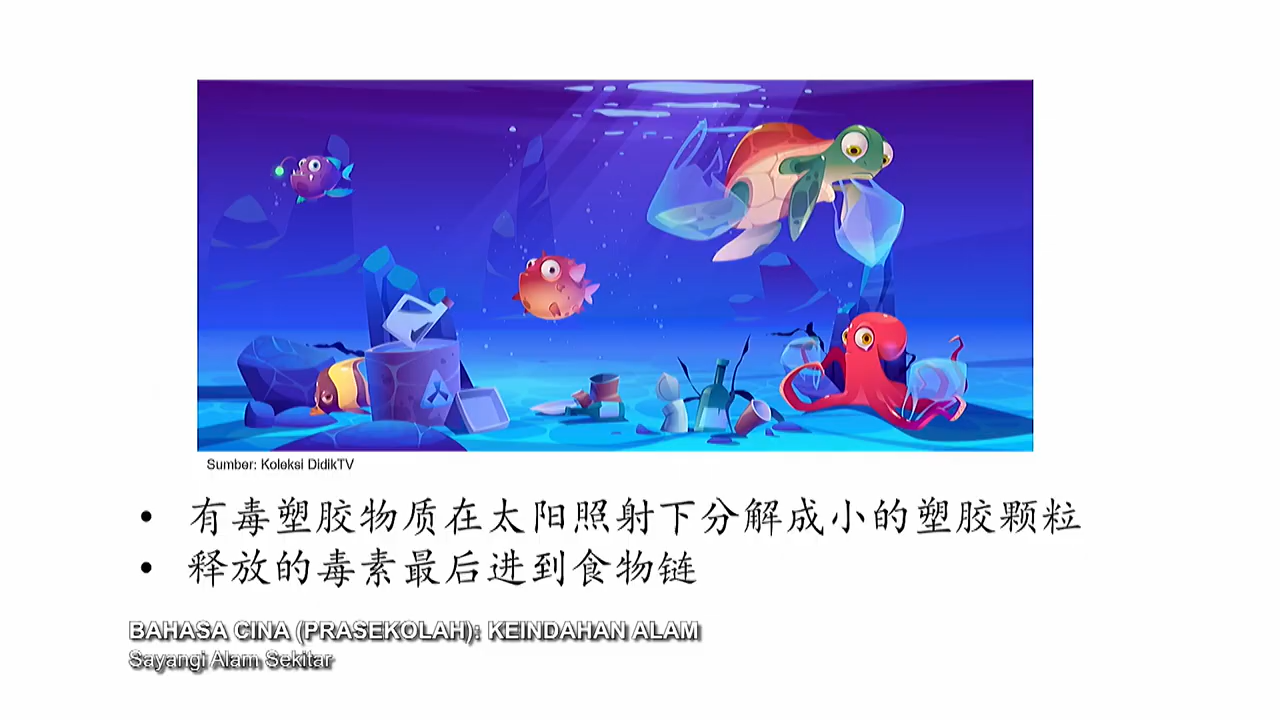 Sumber: Koleksi DidikTV
• 有毒塑胶物质在太阳照射下分解成小的塑胶颗粒
• 释放的毒素最后进到食物链
BAHASA CINA (PRASEKOLAH): KEINDAHAN ALAM
Sayangi Alam Sekitar